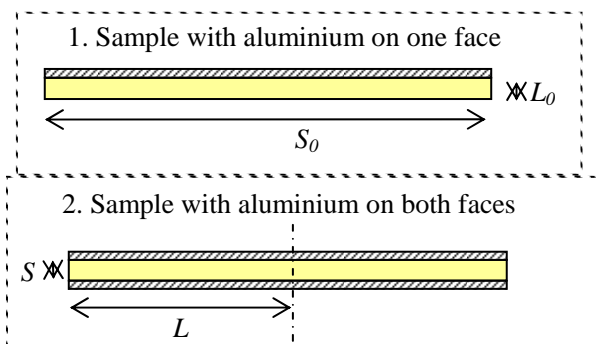 1. Sample with aluminium on one face
L0
S0
2. Sample with aluminium on both faces
S
L